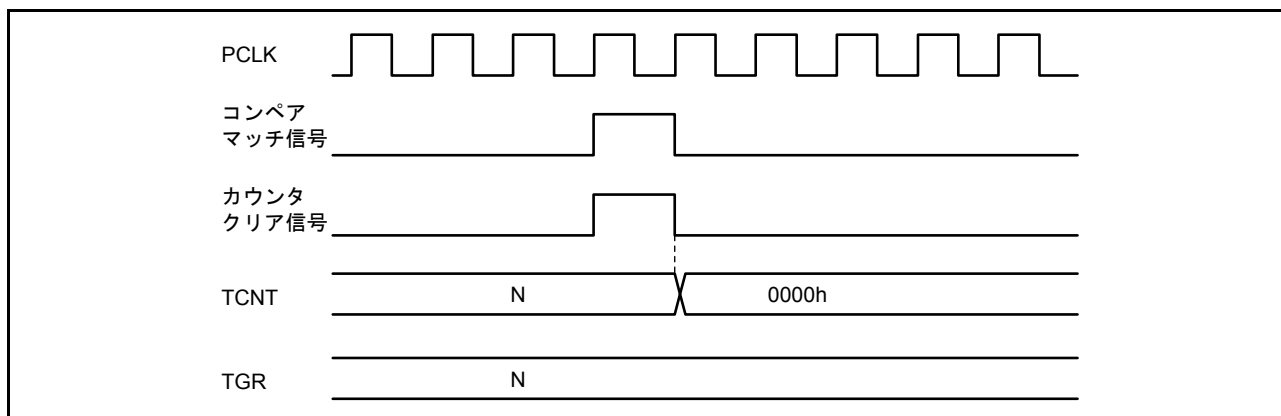 PCLK
コンペア
マッチ信号
カウンタ
クリア信号
TCNT
N
0000h
TGR
N